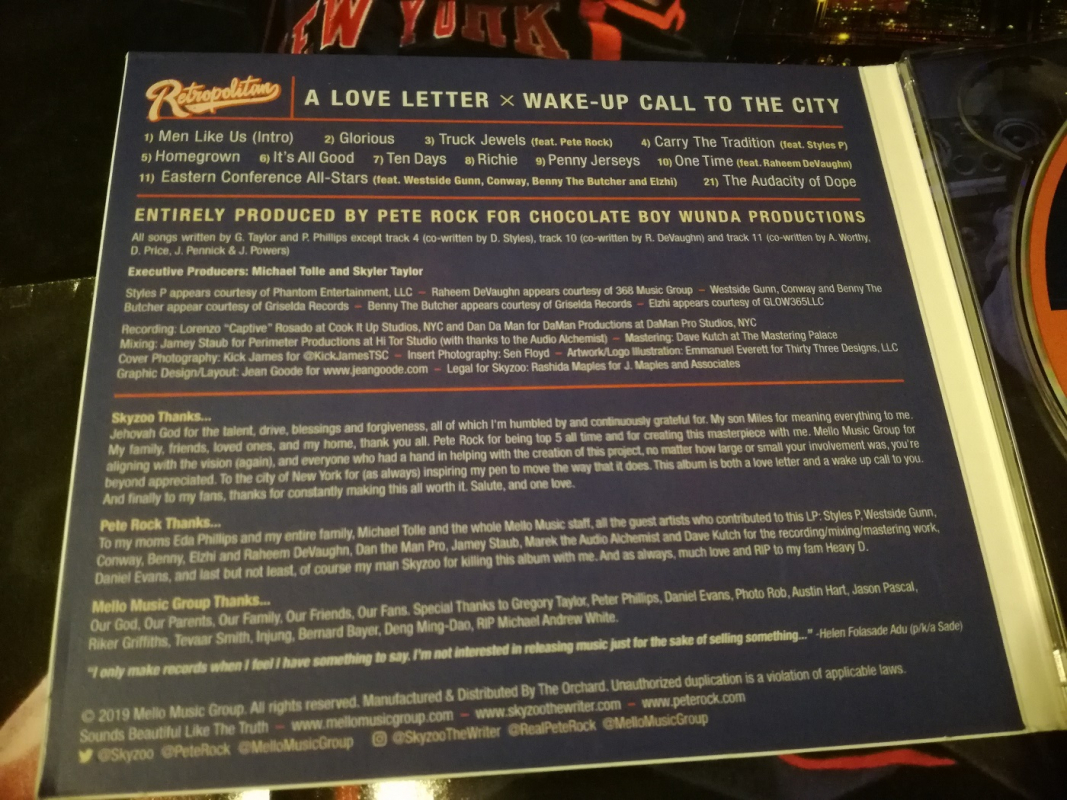 NEW YORK
Retropolitan
A LOVE LETTER × WAKE-UP CALL TO THE CITY
1) Men Like Us (Intro) 2) Glorious 3) Truck Jewels (feat. Pete Rock) 4) Carry The Tradition (feat. Styles P)
5) Homegrown 6) It's All Good 7) Ten Days 8) Richie 9) Penny Jerseys 10) One Time (feat. Raheem DeVaughn)
11) Eastern Conference All-Stars (feat. Westside Gunn, Conway, Benny The Butcher and Elzhi) 21) The Audacity of Dope
ENTIRELY PRODUCED BY PETE ROCK FOR CHOCOLATE BOY WUNDA PRODUCTIONS
All songs written by G. Taylor and P. Phillips except track 4 (co-written by D. Styles), track 10 (co-written by R. DeVaughn) and track 11 (co-written by A. Worthy,
D. Price, J. Pennick & J. Powers)
Executive Producers: Michael Tolle and Skyler Taylor
Styles P appears courtesy of Phantom Entertainment, LLC – Raheem DeVaughn appears courtesy of 368 Music Group – Westside Gunn, Conway and Benny The
Butcher appear courtesy of Griselda Records – Benny The Butcher appears courtesy of Griselda Records – Elzhi appears courtesy of GLOW365LLC
Recording: Lorenzo "Captive" Rosado at Cook It Up Studios, NYC and Dan Da Man for DaMan Productions at DaMan Pro Studios, NYC
Mixing: Jamey Staub for Perimeter Productions at Hi Tor Studio (with thanks to the Audio Alchemist) – Mastering: Dave Kutch at The Mastering Palace
Cover Photography: Kick James for @KickJamesTSC – Insert Photography: Sen Floyd – Artwork/Logo Illustration: Emmanuel Everett for Thirty Three Designs, LLC
Graphic Design/Layout: Jean Goode for www.jeangoode.com – Legal for Skyzoo: Rashida Maples for J. Maples and Associates
Skyzoo Thanks...
Jehovah God for the talent, drive, blessings and forgiveness, all of which I'm humbled by and continuously grateful for. My son Miles for meaning everything to me.
My family, friends, loved ones, and my home, thank you all. Pete Rock for being top 5 all time and for creating this masterpiece with me. Mello Music Group for
aligning with the vision (again), and everyone who had a hand in helping with the creation of this project, no matter how large or small your involvement was, you're
beyond appreciated. To the city of New York for (as always) inspiring my pen to move the way that it does. This album is both a love letter and a wake up call to you.
And finally to my fans, thanks for constantly making this all worth it. Salute, and one love.
Pete Rock Thanks...
To my moms Eda Phillips and my entire family, Michael Tolle and the whole Mello Music staff, all the guest artists who contributed to this LP: Styles P, Westside Gunn,
Conway, Benny, Elzhi and Raheem DeVaughn, Dan the Man Pro, Jamey Staub, Marek the Audio Alchemist and Dave Kutch for the recording/mixing/mastering work,
Daniel Evans, and last but not least, of course my man Skyzoo for killing this album with me. And as always, much love and RIP to my fam Heavy D.
Mello Music Group Thanks...
Our God, Our Parents, Our Family, Our Friends, Our Fans. Special Thanks to Gregory Taylor, Peter Phillips, Daniel Evans, Photo Rob, Austin Hart, Jason Pascal,
Riker Griffiths, Tevaar Smith, Injung, Bernard Bayer, Deng Ming-Dao, RIP Michael Andrew White.
"I only make records when I feel I have something to say. I'm not interested in releasing music just for the sake of selling something..." -Helen Folasade Adu (p/k/a Sade)
© 2019 Mello Music Group. All rights reserved. Manufactured & Distributed By The Orchard. Unauthorized duplication is a violation of applicable laws.
Sounds Beautiful Like The Truth – www.mellomusicgroup.com – www.skyzoothewriter.com – www.peterock.com
@Skyzoo @PeteRock @MelloMusicGroup @SkyzooTheWriter @RealPeteRock @MelloMusicGroup